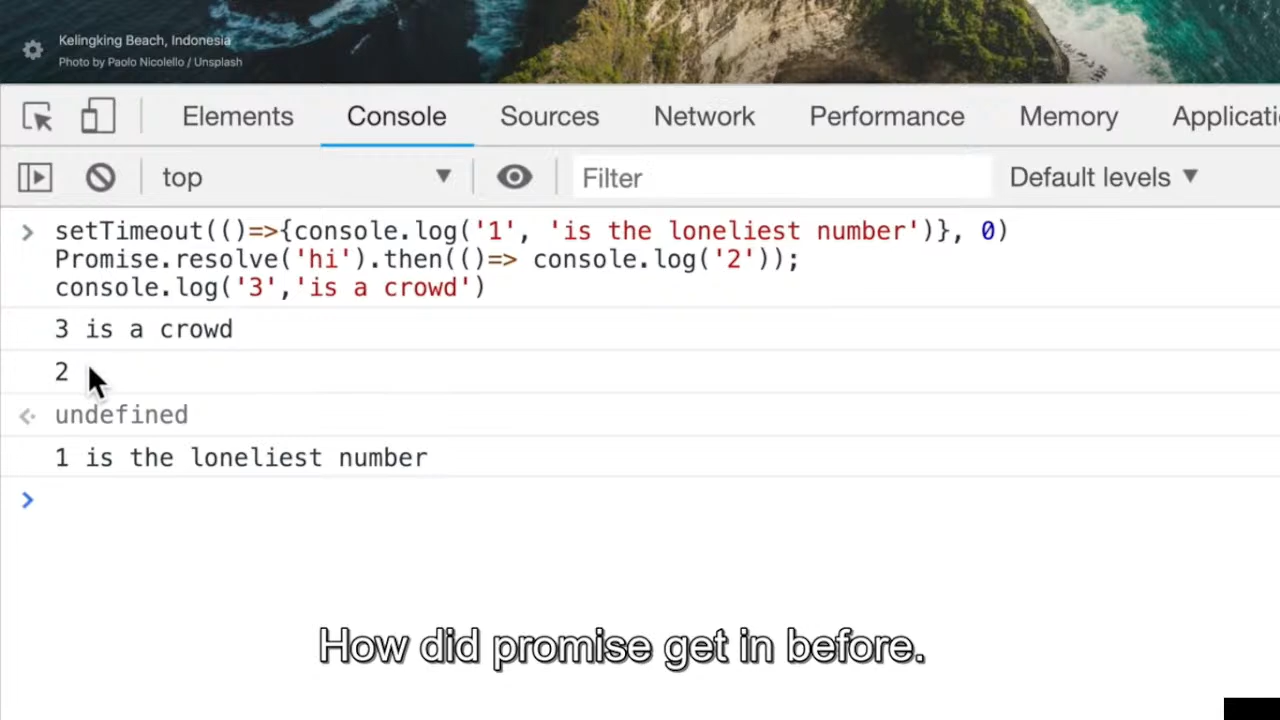 Kelingking Beach, Indonesia
Photo by Paolo Nicolello / Unsplash
Elements Console Sources Network Performance Memory Applicati
top Filter Default levels
setTimeout(()=>{console.log('1', 'is the loneliest number')}, 0)
Promise.resolve('hi').then(()=> console.log('2'));
console.log('3','is a crowd')
3 is a crowd
2
undefined
1 is the loneliest number
How did promise get in before.